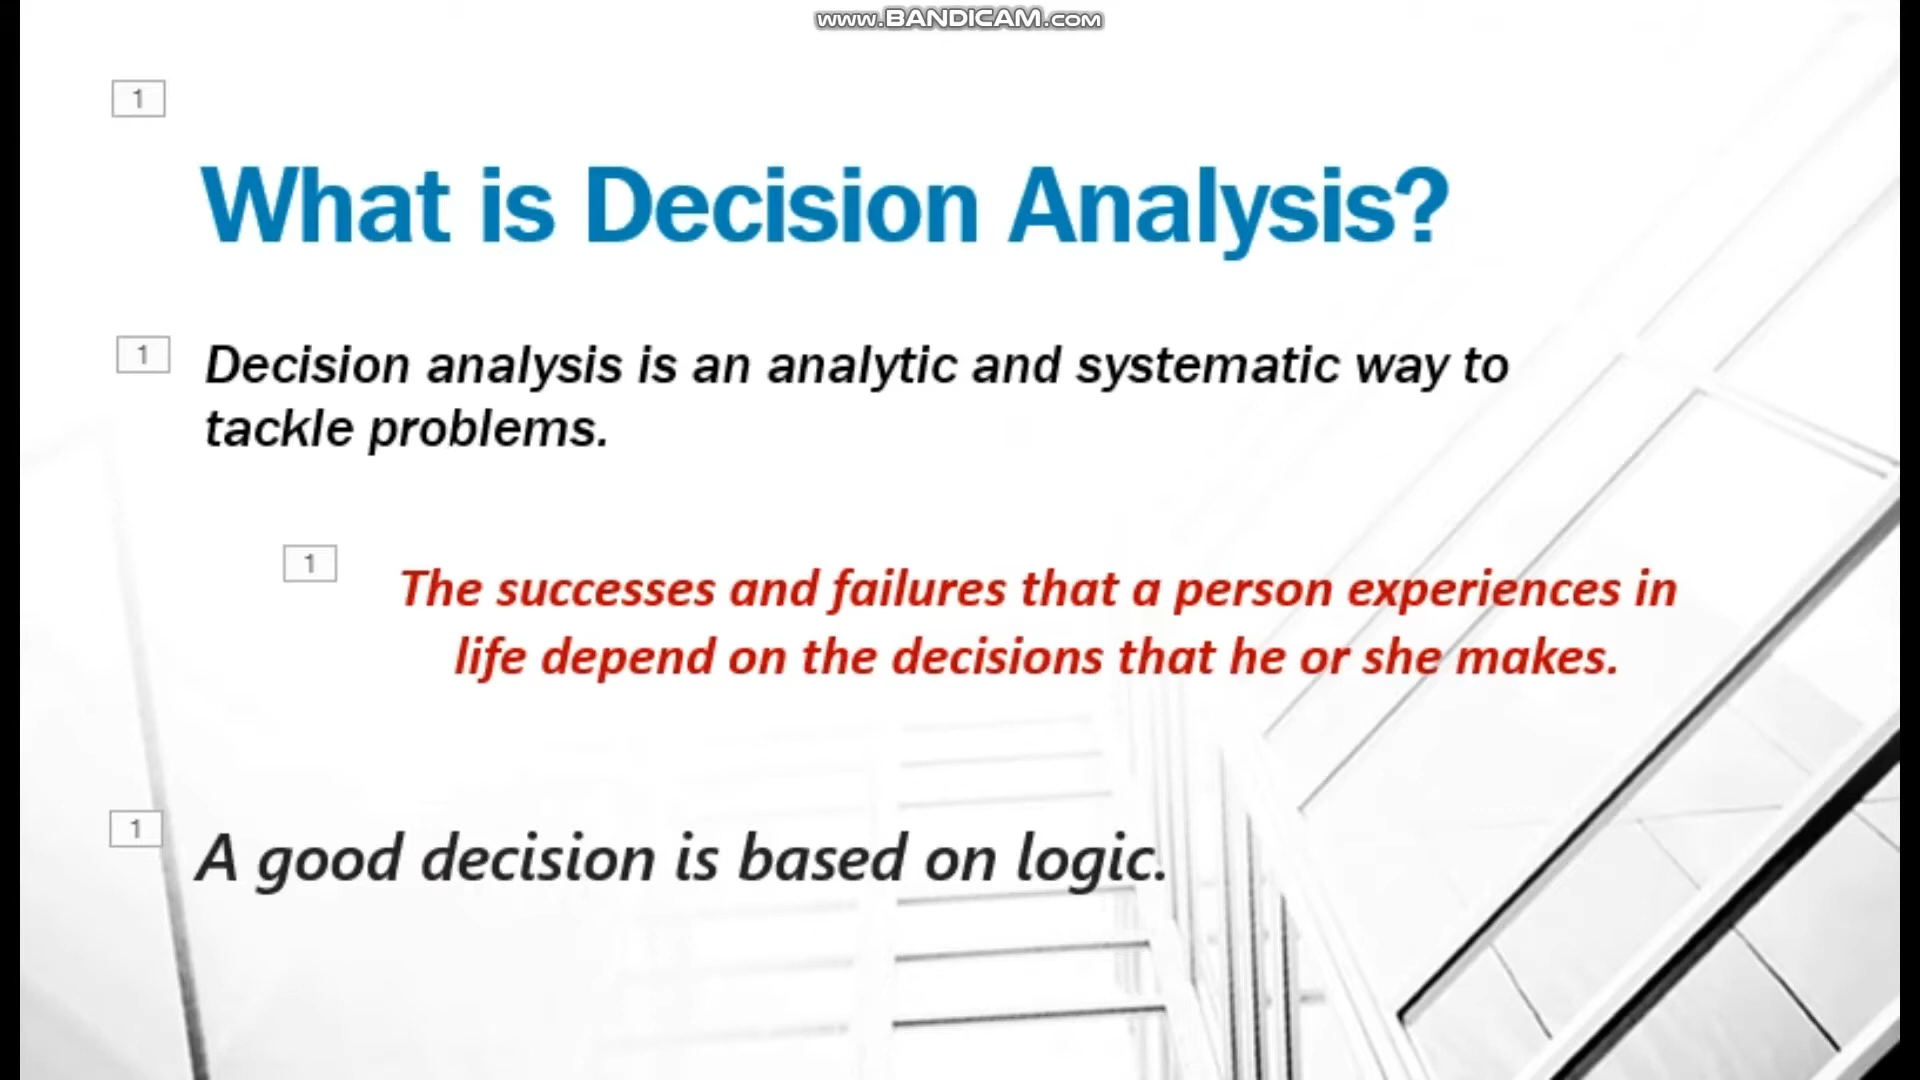 www.BANDICAM.com
1
What is Decision Analysis?
1
Decision analysis is an analytic and systematic way to
tackle problems.
1
The successes and failures that a person experiences in
life depend on the decisions that he or she makes.
1
A good decision is based on logic.